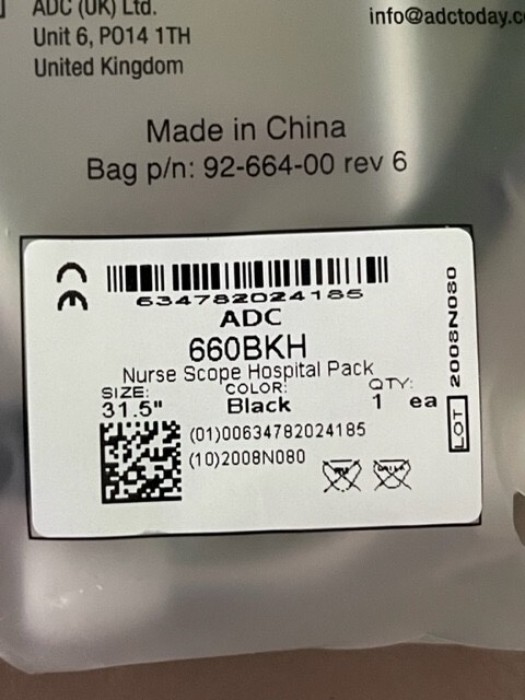 ADC (UK) Ltd.
Unit 6, PO14 1TH
United Kingdom
info@adctoday.c
Made in China
Bag p/n: 92-664-00 rev 6
634782024185
ADC
660BKH
Nurse Scope Hospital Pack
SIZE:
31.5"
COLOR:
Black
QTY:
1 ea
(01)00634782024185
(10)2008N080
LOT 2008N080